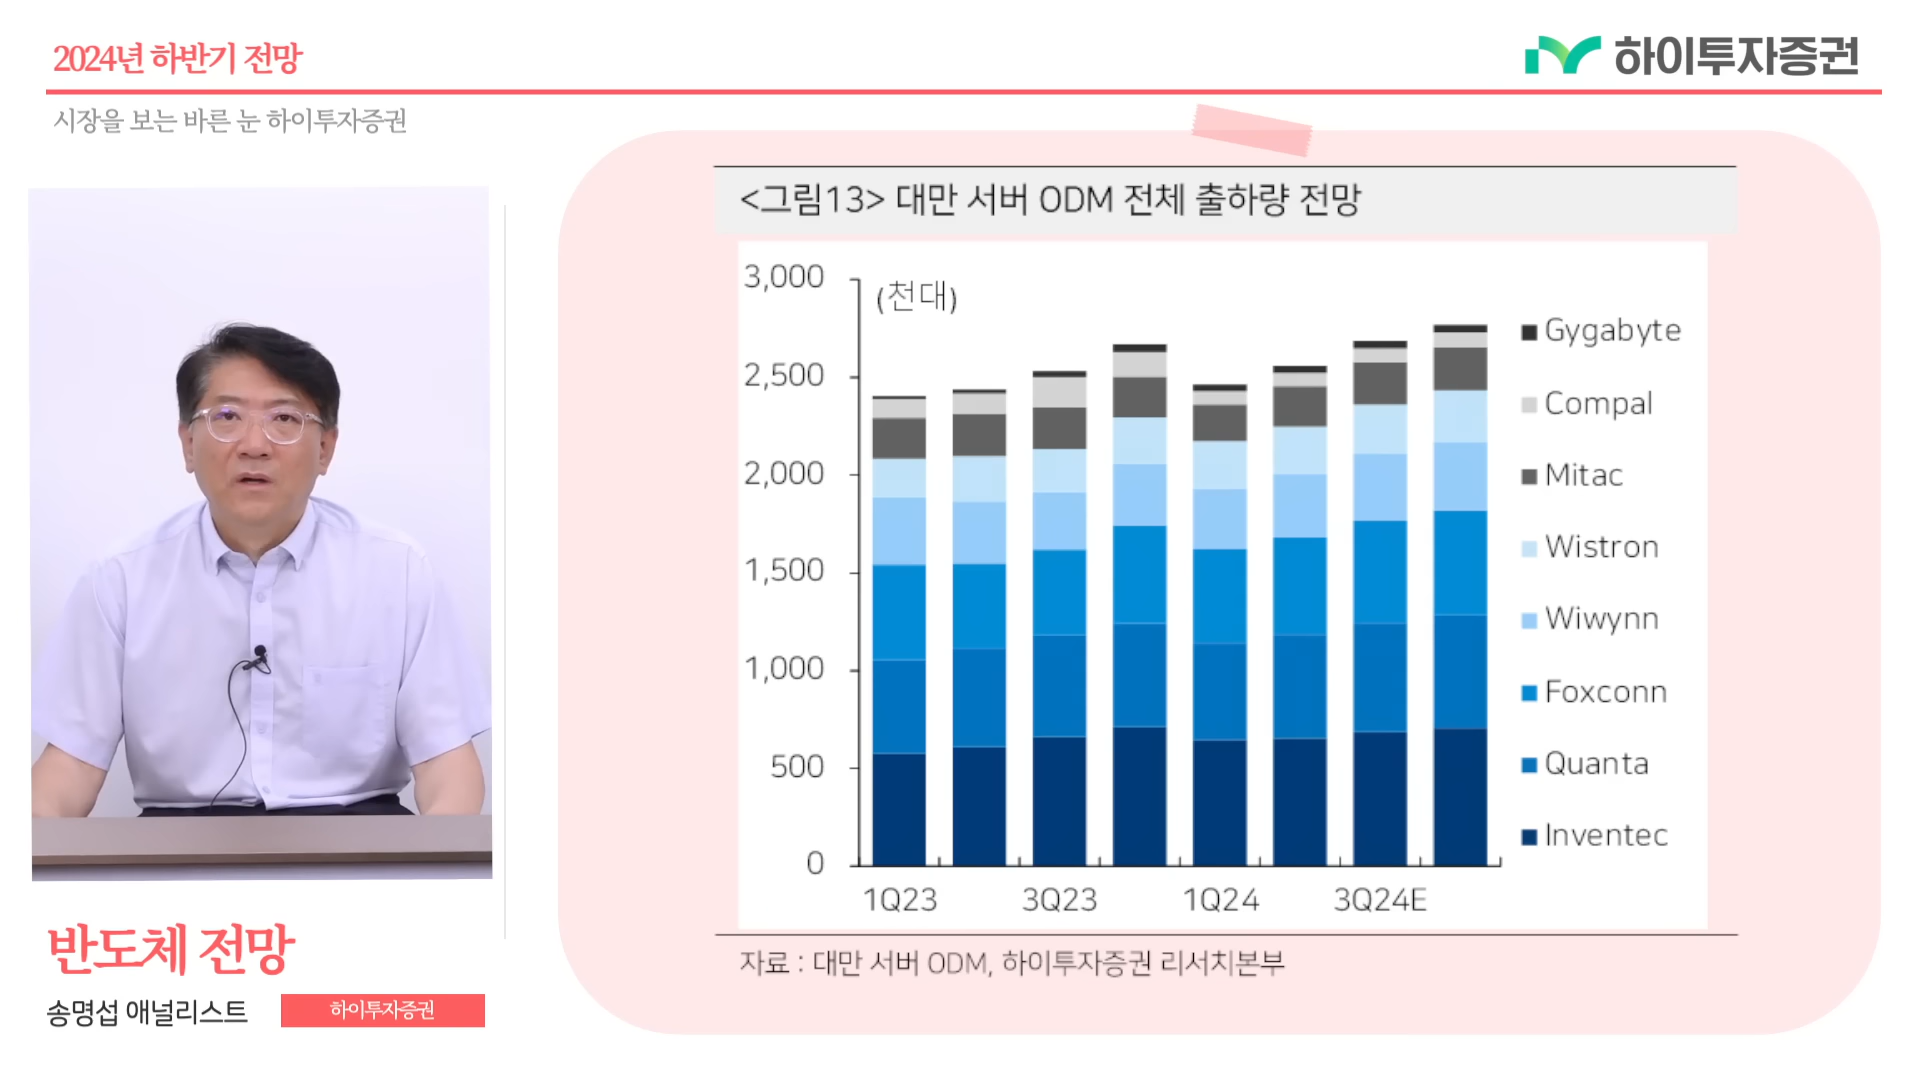 2024년 하반기 전망
하이투자증권
시장을 보는 바른 눈 하이투자증권
<그림13> 대만 서버 ODM 전체 출하량 전망
(천대)
3,000
2,500
2,000
1,500
1,000
500
0
1Q23
3Q23
1Q24
3Q24E
Gygabyte
Compal
Mitac
Wistron
Wiwynn
Foxconn
Quanta
Inventec
자료 : 대만 서버 ODM, 하이투자증권 리서치본부
반도체 전망
송명섭 애널리스트
하이투자증권